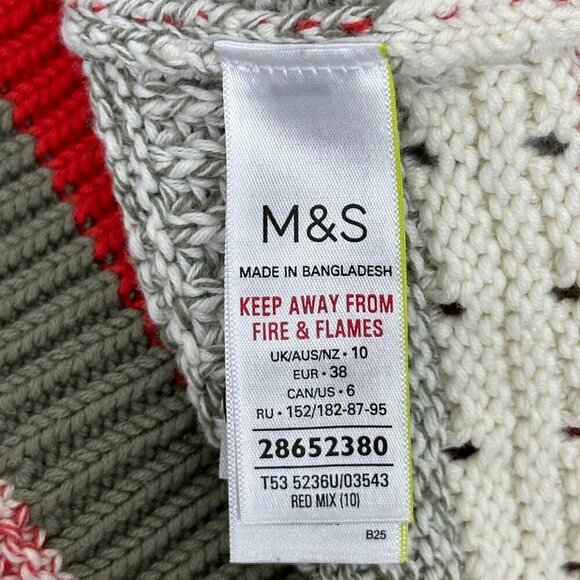 M&S
MADE IN BANGLADESH
KEEP AWAY FROM
FIRE & FLAMES
UK/AUS/NZ • 10
EUR • 38
CAN/US • 6
RU • 152/182-87-95
28652380
T53 5236U/03543
RED MIX (10)
B25